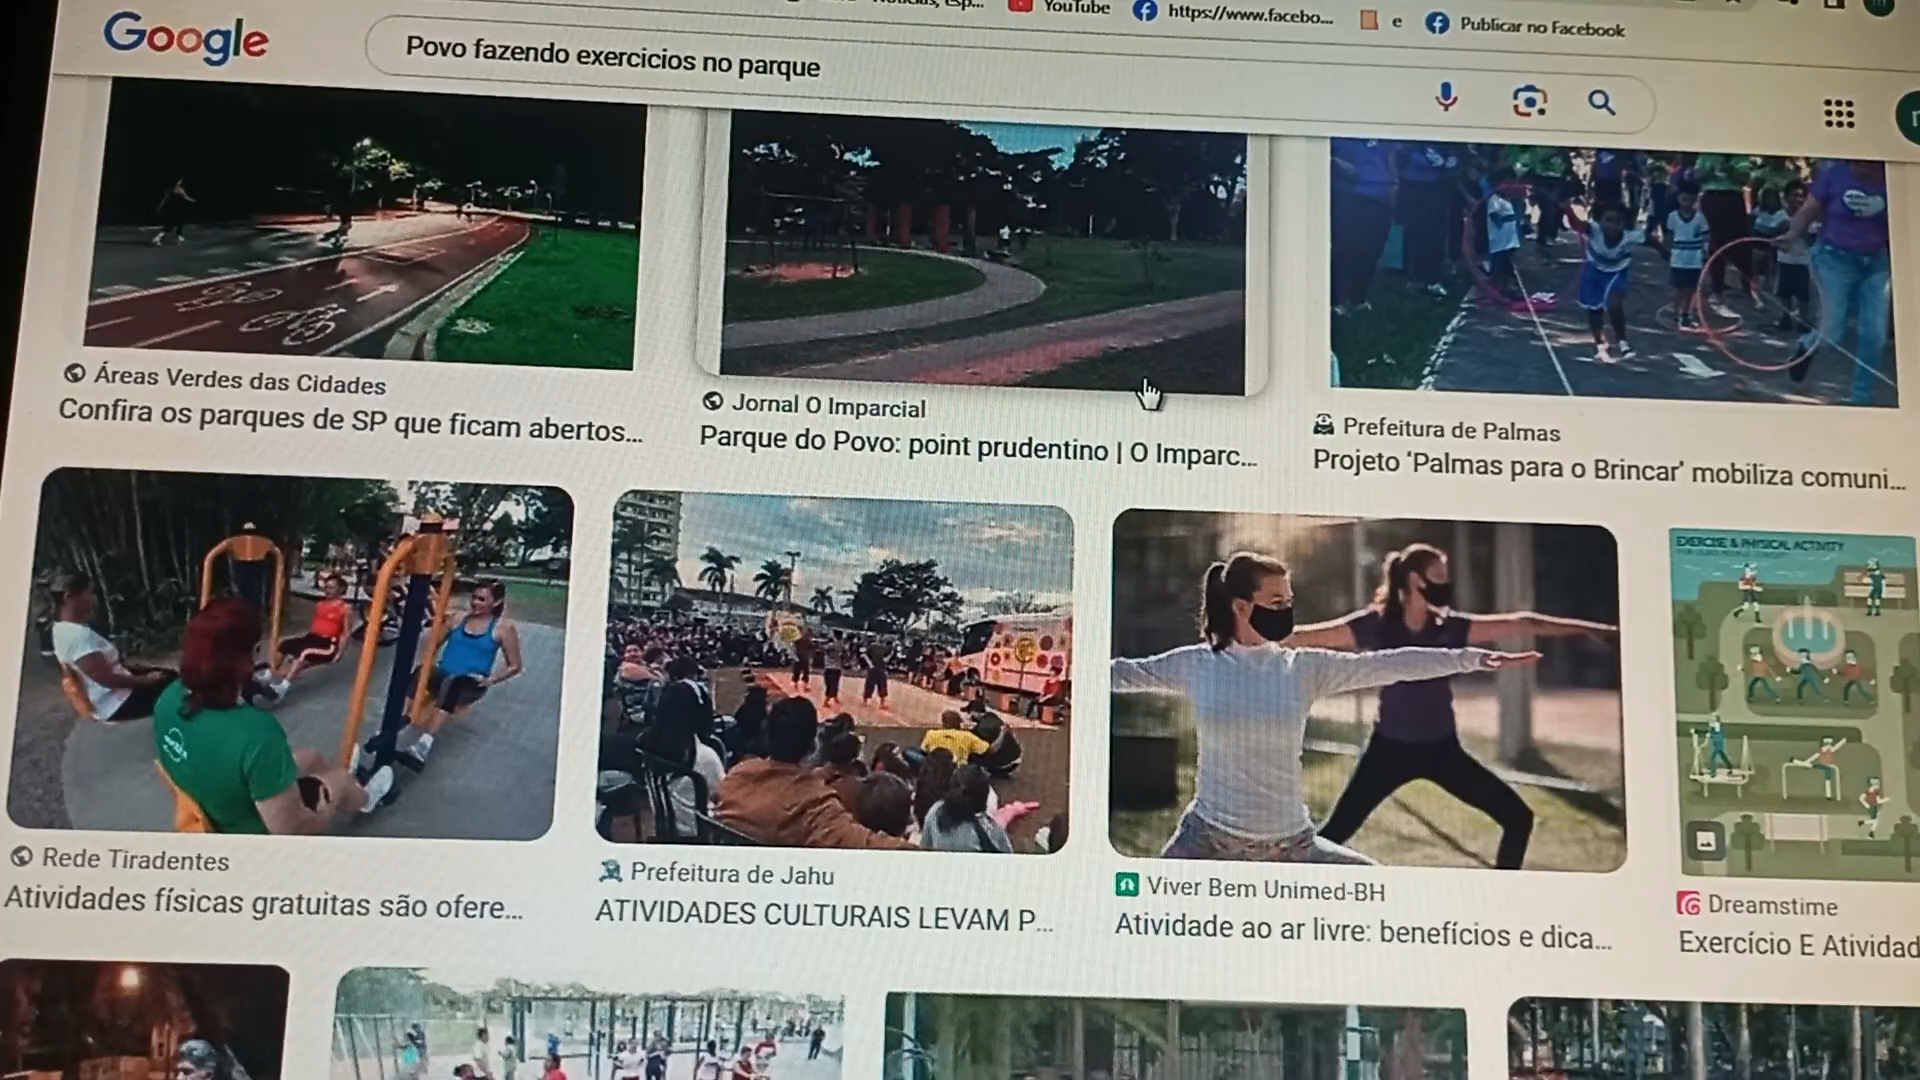 YouTube
https://www.facebo...
e
Publicar no Facebook
Google
Povo fazendo exercicios no parque
Áreas Verdes das Cidades
Confira os parques de SP que ficam abertos...
Jornal O Imparcial
Parque do Povo: point prudentino | O Imparc...
Prefeitura de Palmas
Projeto 'Palmas para o Brincar' mobiliza comuni...
EXERCISE & PHYSICAL ACTIVITY
Rede Tiradentes
Atividades físicas gratuitas são ofere...
Prefeitura de Jahu
ATIVIDADES CULTURAIS LEVAM P...
Viver Bem Unimed-BH
Atividade ao ar livre: benefícios e dica...
Dreamstime
Exercício E Atividad